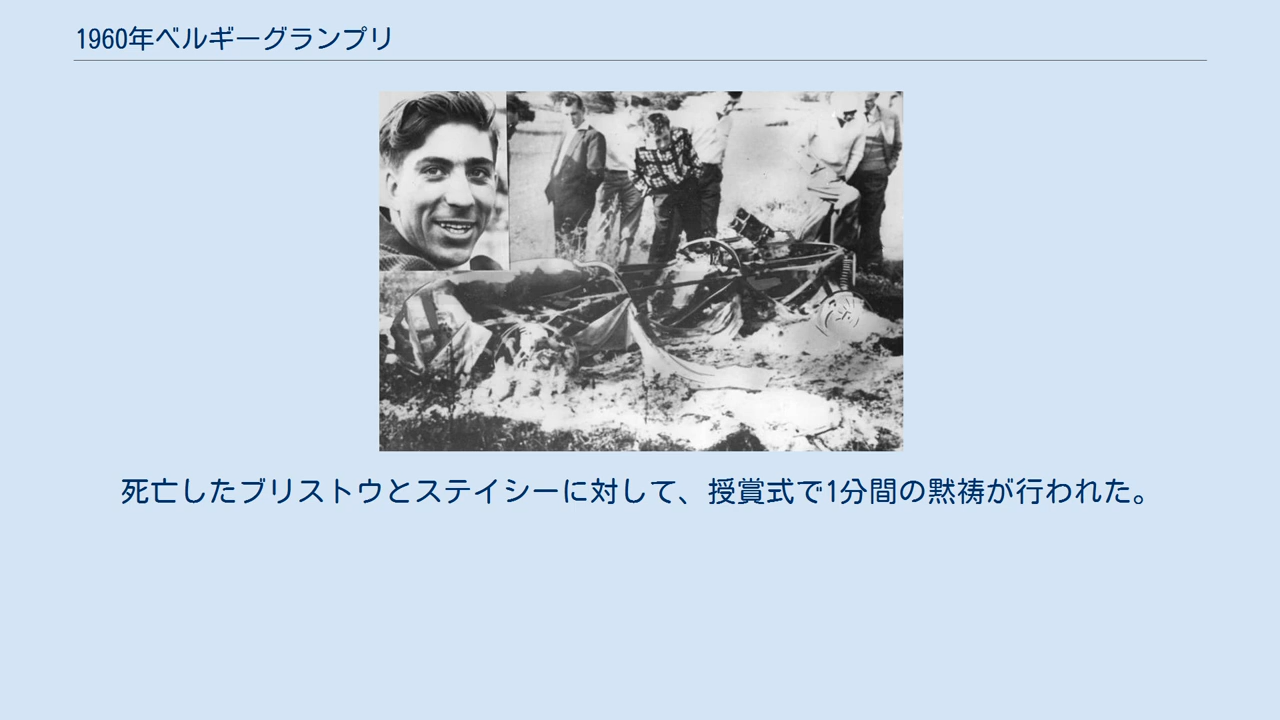 1960年ベルギーグランプリ
死亡したブリストウとステイシーに対して、授賞式で1分間の黙祷が行われた。